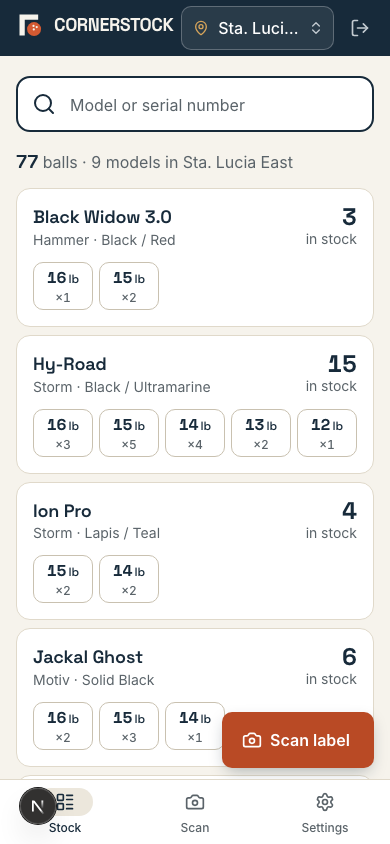 CORNERSTOCK
Sta. Luci...
Model or serial number
77 balls · 9 models in Sta. Lucia East
Black Widow 3.0
3
Hammer · Black / Red
in stock
16 lb
×1
15 lb
×2
Hy-Road
15
Storm · Black / Ultramarine
in stock
16 lb
×3
15 lb
×5
14 lb
×4
13 lb
×2
12 lb
×1
Ion Pro
4
Storm · Lapis / Teal
in stock
15 lb
×2
14 lb
×2
Jackal Ghost
6
Motiv · Solid Black
in stock
16 lb
×2
15 lb
×3
14 lb
×1
Scan label
N
Stock
Scan
Settings